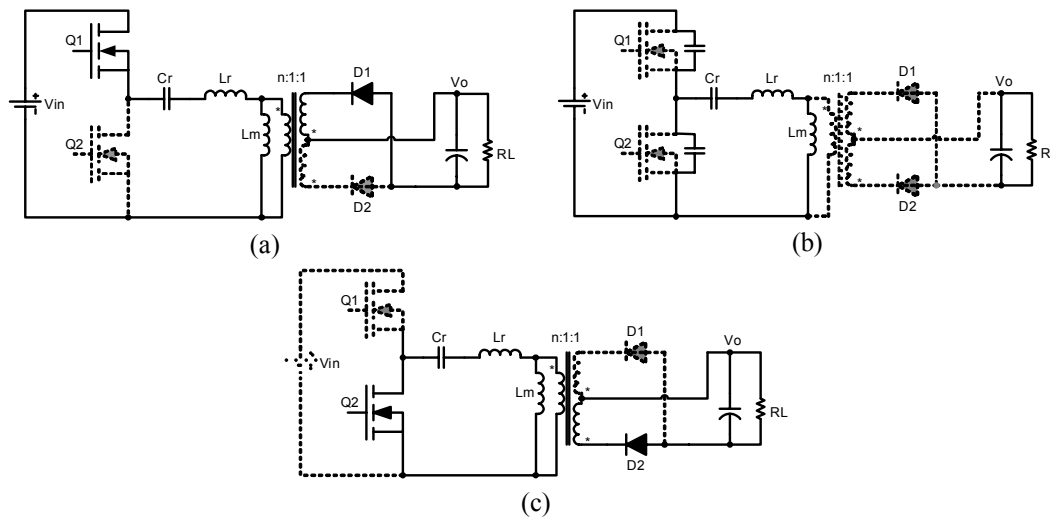 Q1
Vin
Cr
Lr
n:1:1
D1
Vo
*
Lm
*
Q2
RL
*
D2
(a)
Q1
Vin
Cr
Lr
n:1:1
D1
Vo
*
Lm
*
Q2
R
*
D2
(b)
Q1
Vin
Cr
Lr
n:1:1
D1
Vo
*
Lm
*
Q2
RL
*
D2
(c)